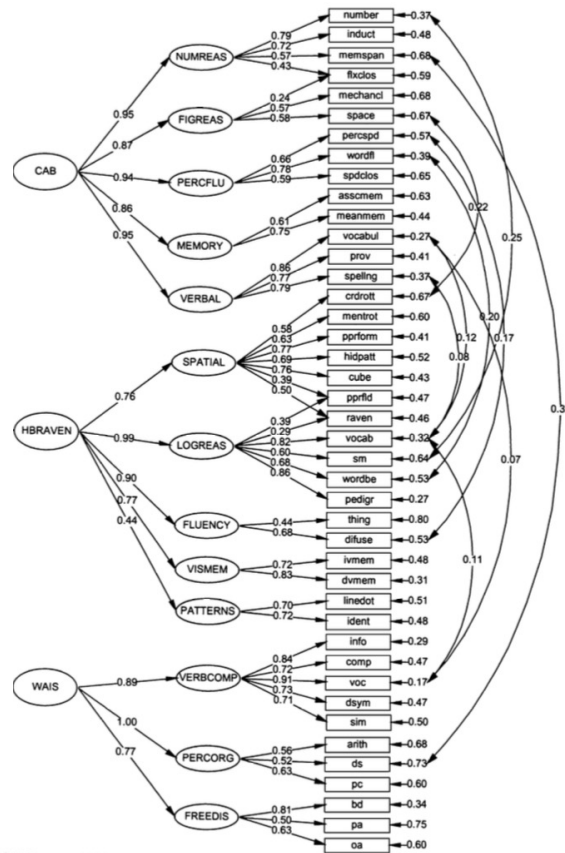 number 0.37
0.79
induct 0.48
0.72
NUMREAS
0.57
memspan 0.68
0.43
flxclos 0.59
0.24
mechancl 0.68
0.57
0.95
FIGREAS
0.58
space 0.67
0.87
percspd 0.57
0.66
wordfl 0.39
CAB
0.94
PERCFLU
0.78
0.59
spdclos 0.65
0.86
asscmem 0.63
0.61
meanmem 0.44
0.22
0.95
MEMORY
0.75
vocabul 0.27
0.25
0.86
prov 0.41
0.77
spellng 0.37
VERBAL
0.79
crdrott 0.67
0.58
mentrot 0.60
0.20
0.63
pprform 0.41
0.12
0.17
0.77
hidpatt 0.52
0.08
SPATIAL
0.69
cube 0.43
0.76
0.39
pprfld 0.47
0.76
0.50
raven 0.46
0.3
0.39
0.29
vocab 0.32
HBRAVEN
0.99
LOGREAS
0.82
0.60
sm 0.64
0.07
0.68
wordbe 0.53
0.86
pedigr 0.27
0.90
thing 0.80
0.77
FLUENCY
0.44
0.68
difuse 0.53
0.44
ivmem 0.48
0.11
VISMEM
0.72
0.83
dvmem 0.31
linedot 0.51
PATTERNS
0.70
0.72
ident 0.48
info 0.29
0.84
comp 0.47
0.72
WAIS
0.89
VERBCOMP
0.91
voc 0.17
0.73
dsym 0.47
0.71
sim 0.50
1.00
arith 0.68
0.77
PERCORG
0.56
0.52
ds 0.73
0.63
pc 0.60
bd 0.34
FREEDIS
0.81
0.50
pa 0.75
0.63
oa 0.60